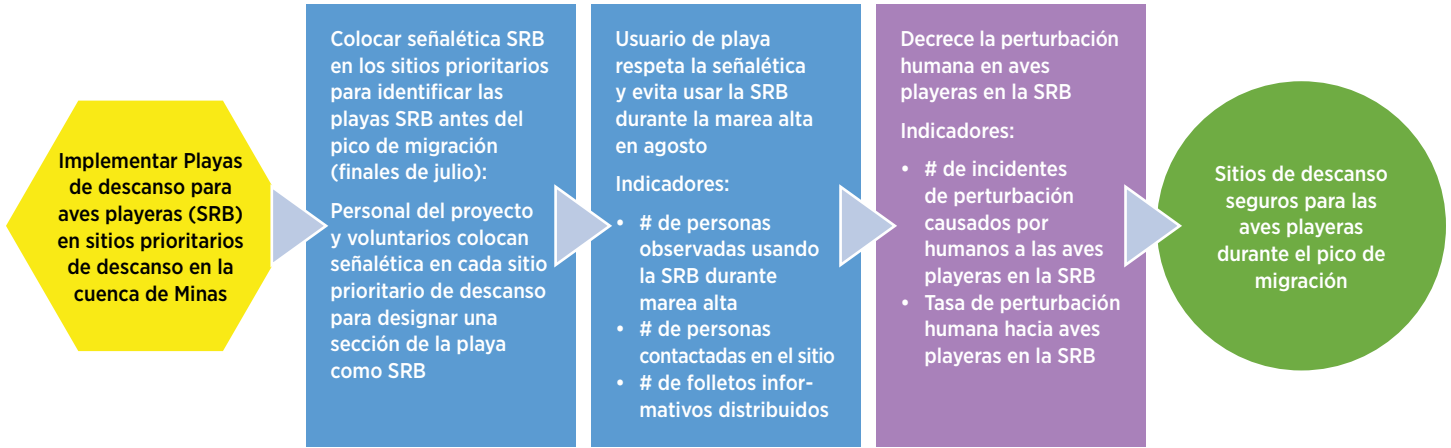 Implementar Playas
de descanso para
aves playeras (SRB)
en sitios prioritarios
de descanso en la
cuenca de Minas
Colocar señalética SRB
en los sitios prioritarios
para identificar las
playas SRB antes del
pico de migración
(finales de julio):
Personal del proyecto
y voluntarios colocan
señalética en cada sitio
prioritario de descanso
para designar una
sección de la playa
como SRB
Usuario de playa
respeta la señalética
y evita usar la SRB
durante la marea alta
en agosto
Indicadores:
• # de personas
observadas usando
la SRB durante
marea alta
• # de personas
contactadas en el sitio
• # de folletos infor-
mativos distribuidos
Decrece la perturbación
humana en aves
playeras en la SRB
Indicadores:
• # de incidentes
de perturbación
causados por
humanos a las aves
playeras en la SRB
• Tasa de perturbación
humana hacia aves
playeras en la SRB
Sitios de descanso
seguros para las
aves playeras
durante el pico de
migración